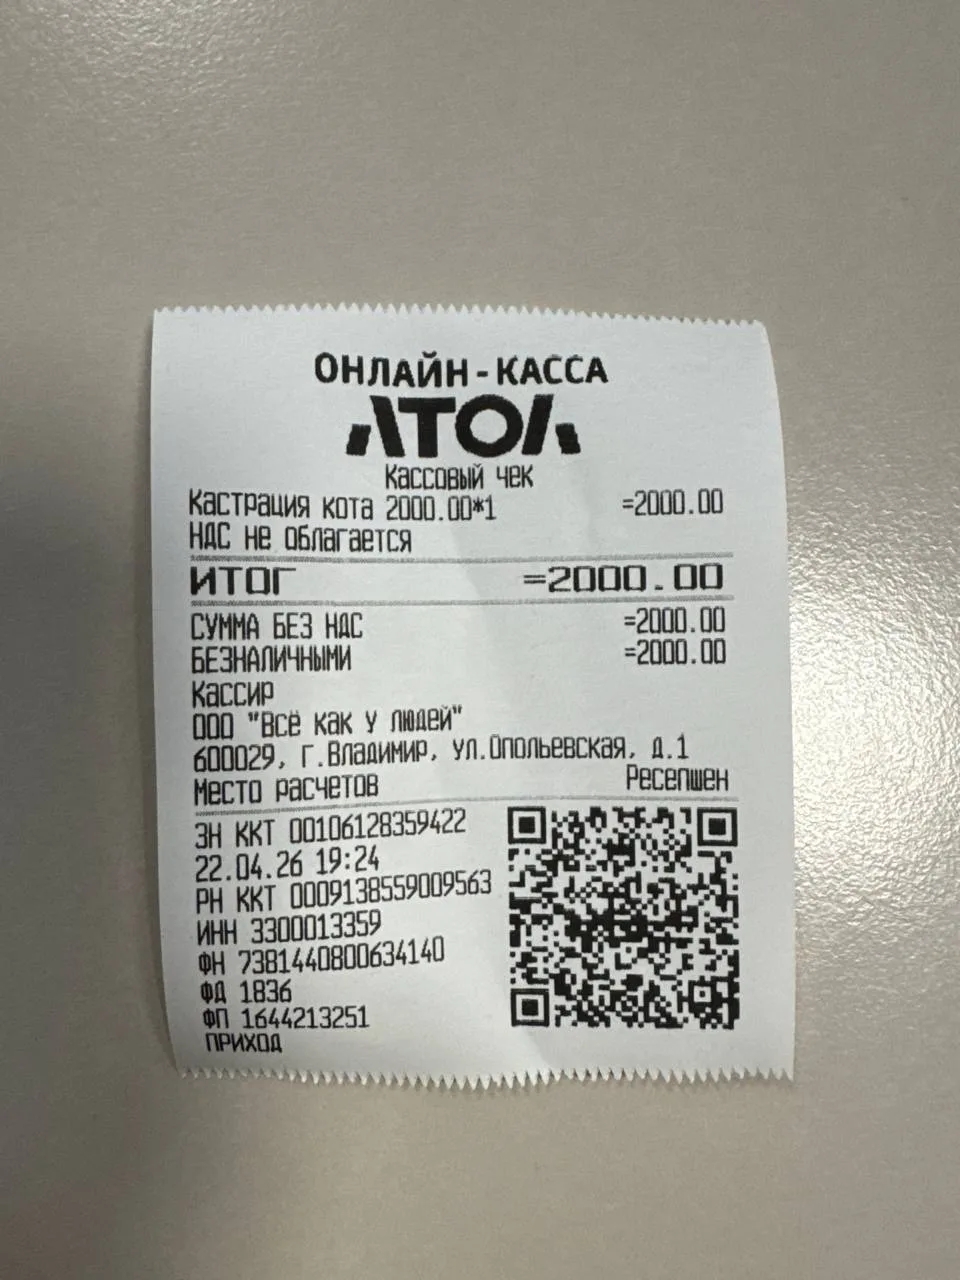 ОНЛАЙН-КАССА
АТОЛ
Кассовый чек
Кастрация кота 2000.00*1 =2000.00
НДС не облагается
ИТОГ =2000.00
СУММА БЕЗ НДС =2000.00
БЕЗНАЛИЧНЫМИ =2000.00
Кассир
ООО "Всё как у людей"
600029, г.Владимир, ул.Опольевская, д.1
Место расчетов Ресепшен
ЗН ККТ 00106128359422
22.04.26 19:24
РН ККТ 0009138559009563
ИНН 3300013359
ФН 7381440800634140
ФД 1836
ФП 1644213251
ПРИХОД